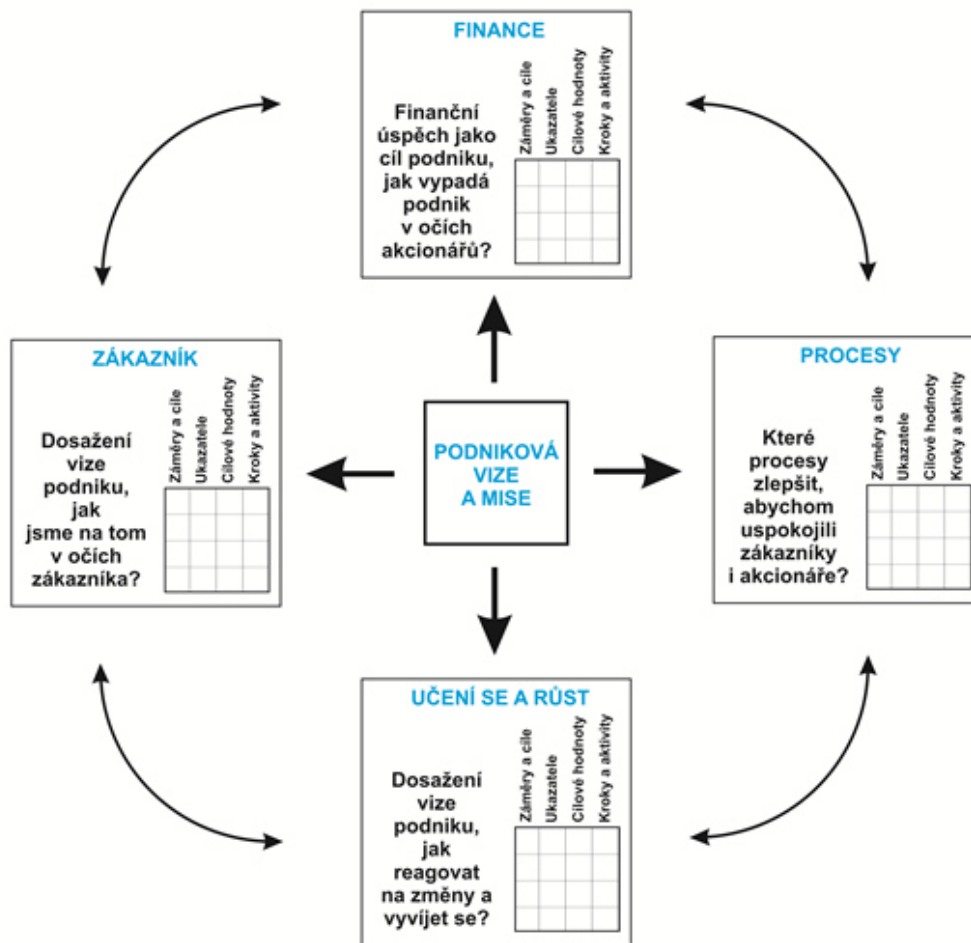 FINANCE
Finanční
úspěch jako
cíl podniku,
jak vypadá
podnik
v očích
akcionářů?
Záměry a cíle
Ukazatele
Cílové hodnoty
Kroky a aktivity
ZÁKAZNÍK
Dosažení
vize
podniku,
jak
jsme na tom
v očích
zákazníka?
Záměry a cíle
Ukazatele
Cílové hodnoty
Kroky a aktivity
PODNIKOVÁ
VIZE
A MISE
PROCESY
Které
procesy
zlepšit,
abychom
uspokojili
zákazníky
i akcionáře?
Záměry a cíle
Ukazatele
Cílové hodnoty
Kroky a aktivity
UČENÍ SE A RŮST
Dosažení
vize
podniku,
jak
reagovat
na změny a
vyvíjet se?
Záměry a cíle
Ukazatele
Cílové hodnoty
Kroky a aktivity